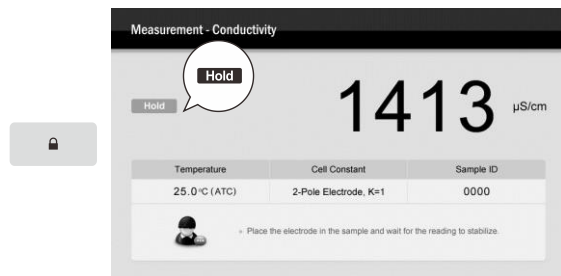 Measurement - Conductivity
Hold
Hold
1413 µS/cm
Temperature Cell Constant Sample ID
25.0°C (ATC) 2-Pole Electrode, K=1 0000
» Place the electrode in the sample and wait for the reading to stabilize.